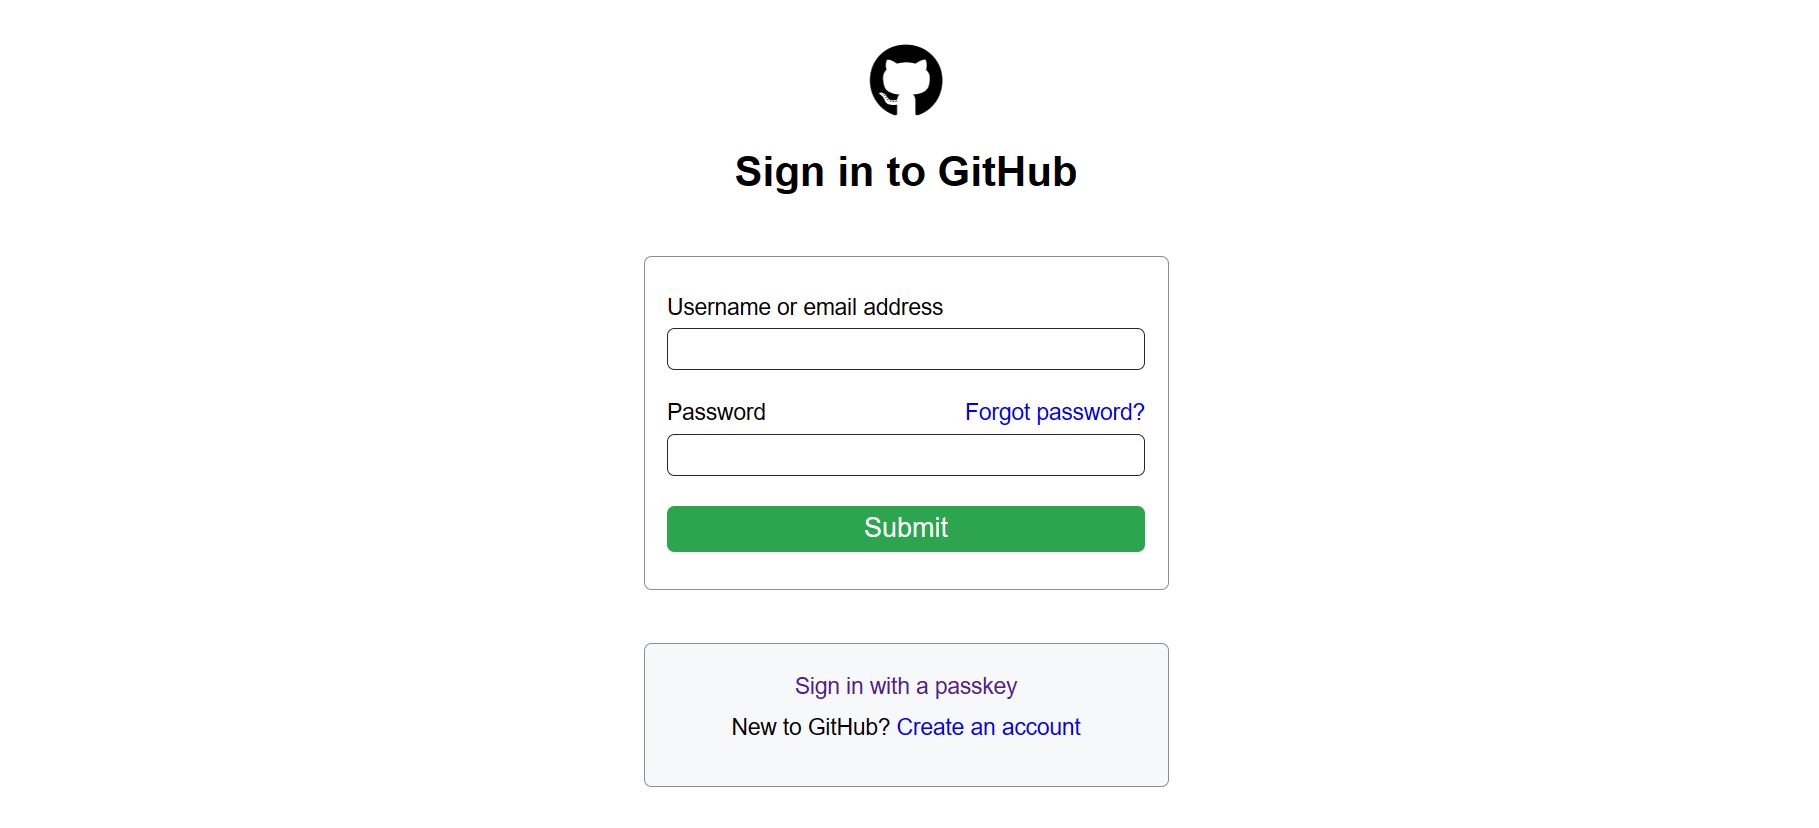 Sign in to GitHub
Username or email address
Password Forgot password?
Submit
Sign in with a passkey
New to GitHub? Create an account